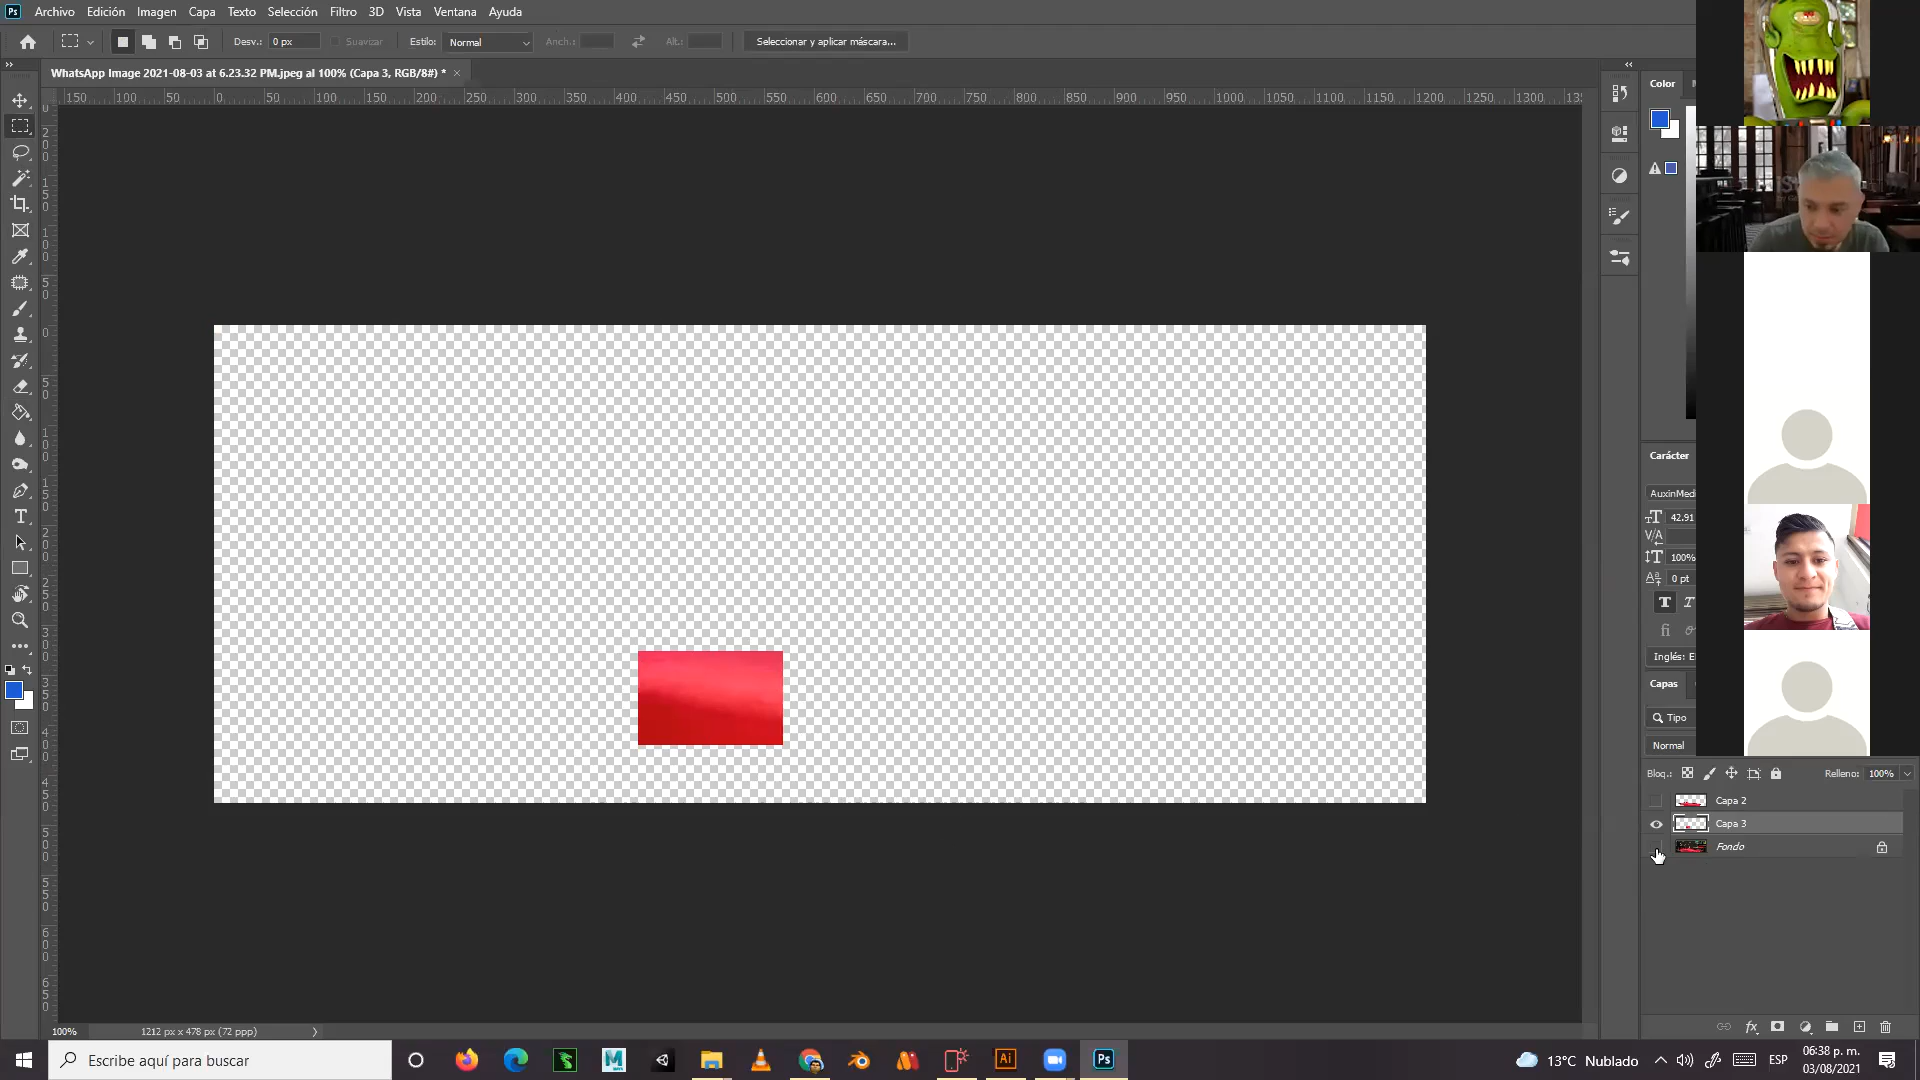 Ps Archivo Edición Imagen Capa Texto Selección Filtro 3D Vista Ventana Ayuda
Desv.: 0 px Suavizar Estilo: Normal Anch.: Alt.: Seleccionar y aplicar máscara...
WhatsApp Image 2021-08-03 at 6.23.32 PM.jpeg al 100% (Capa 3, RGB/8#) * ×
150 100 50 0 50 100 150 200 250 300 350 400 450 500 550 600 650 700 750 800 850 900 950 1000 1050 1100 1150 1200 1250 1300 135
Color
Carácter
AuxinMedi
42.91
100%
0 pt
Inglés: E
Capas
Tipo
Normal
Bloq.: Relleno: 100%
Capa 2
Capa 3
Fondo
100% 1212 px x 478 px (72 ppp)
Escribe aquí para buscar
13°C Nublado ESP 06:38 p. m.
03/08/2021